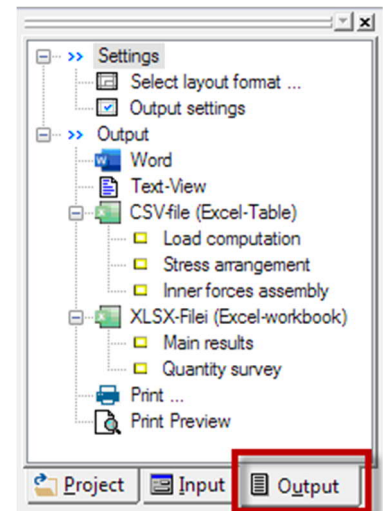 Settings
Select layout format ...
Output settings
Output
Word
Text-View
CSV-file (Excel-Table)
Load computation
Stress arrangement
Inner forces assembly
XLSX-Filei (Excel-workbook)
Main results
Quantity survey
Print ...
Print Preview
Project Input Output